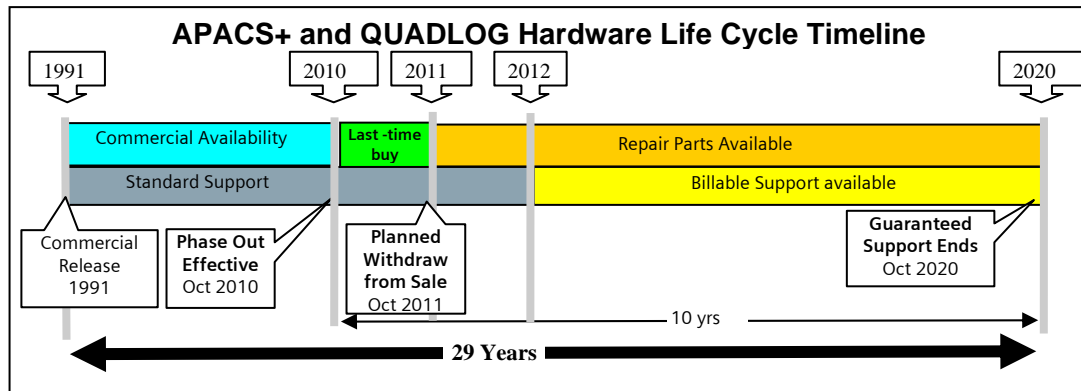 APACS+ and QUADLOG Hardware Life Cycle Timeline
1991
2010
2011
2012
2020
Commercial Availability
Last -time
buy
Repair Parts Available
Standard Support
Billable Support available
Commercial
Release
1991
Phase Out
Effective
Oct 2010
Planned
Withdraw
from Sale
Oct 2011
Guaranteed
Support Ends
Oct 2020
10 yrs
29 Years